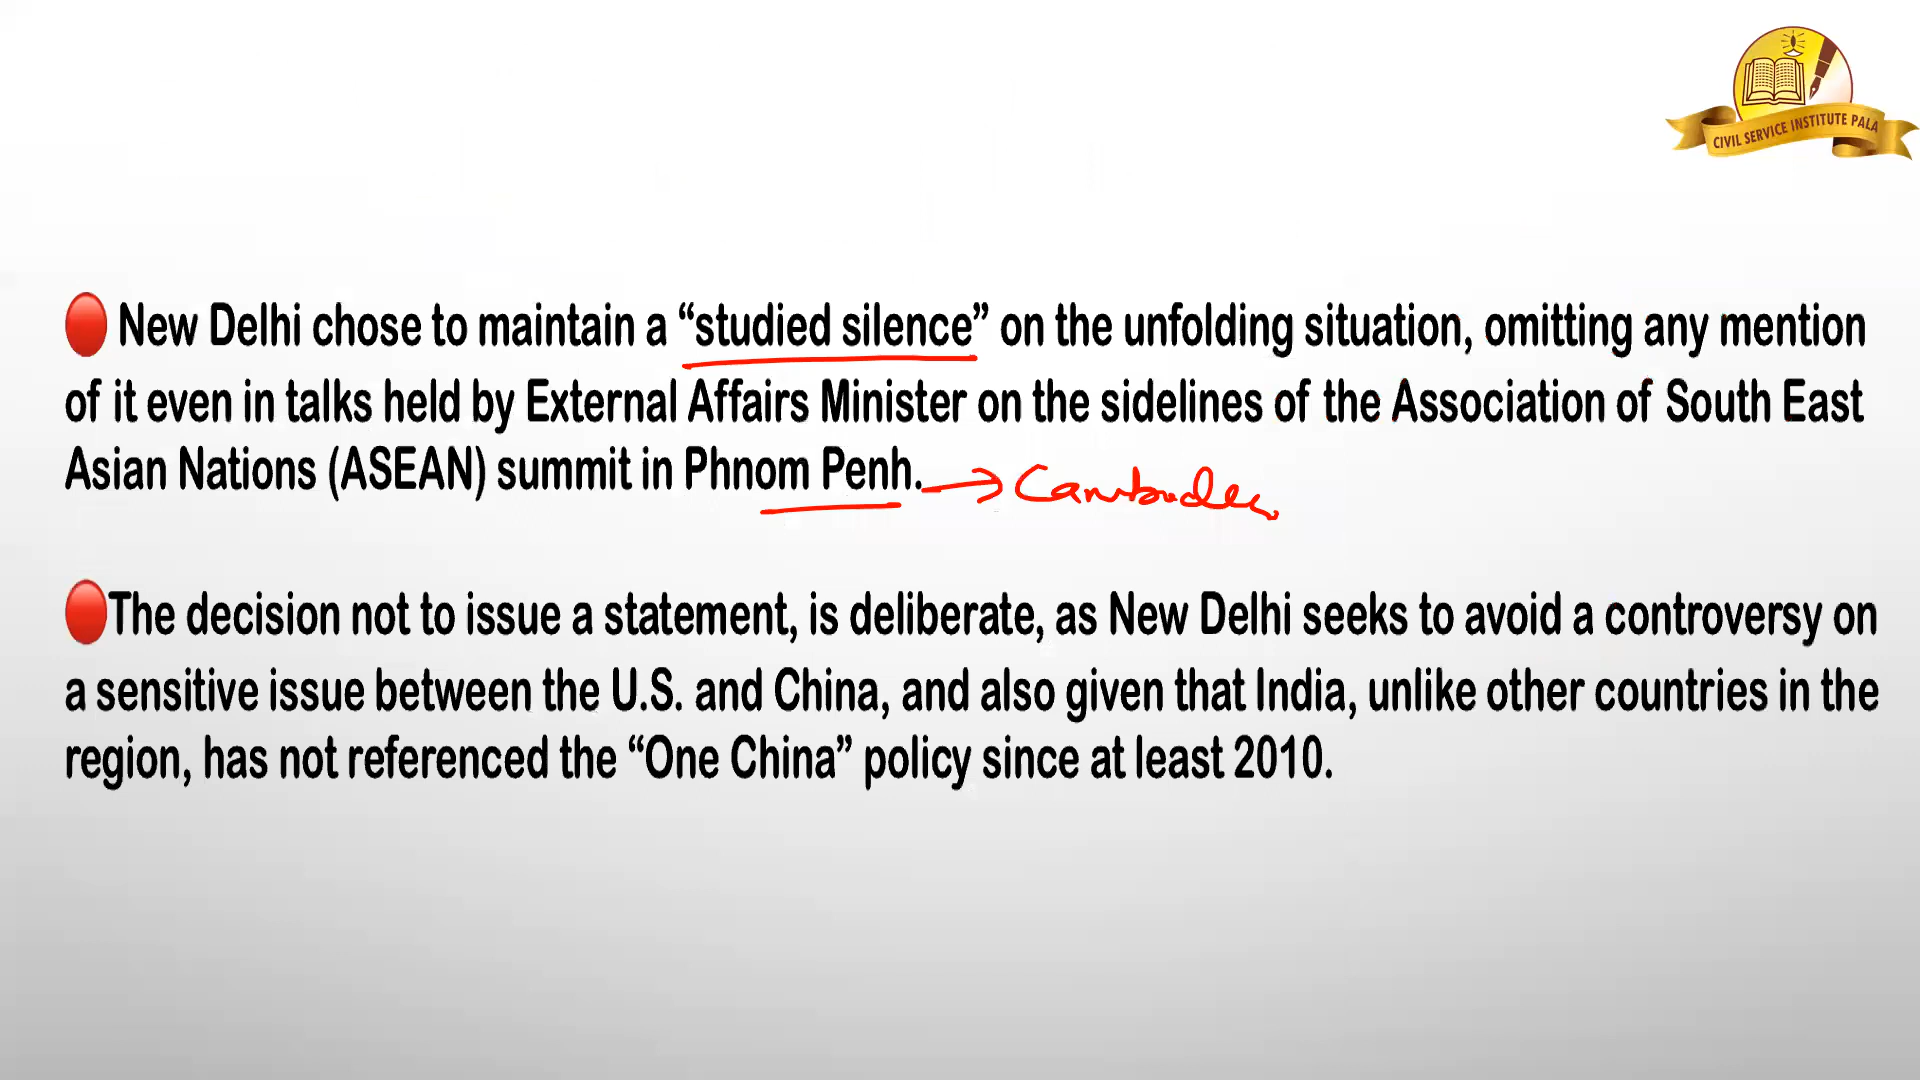 CIVIL SERVICE INSTITUTE PALA
New Delhi chose to maintain a “studied silence” on the unfolding situation, omitting any mention
of it even in talks held by External Affairs Minister on the sidelines of the Association of South East
Asian Nations (ASEAN) summit in Phnom Penh.
The decision not to issue a statement, is deliberate, as New Delhi seeks to avoid a controversy on
a sensitive issue between the U.S. and China, and also given that India, unlike other countries in the
region, has not referenced the “One China” policy since at least 2010.